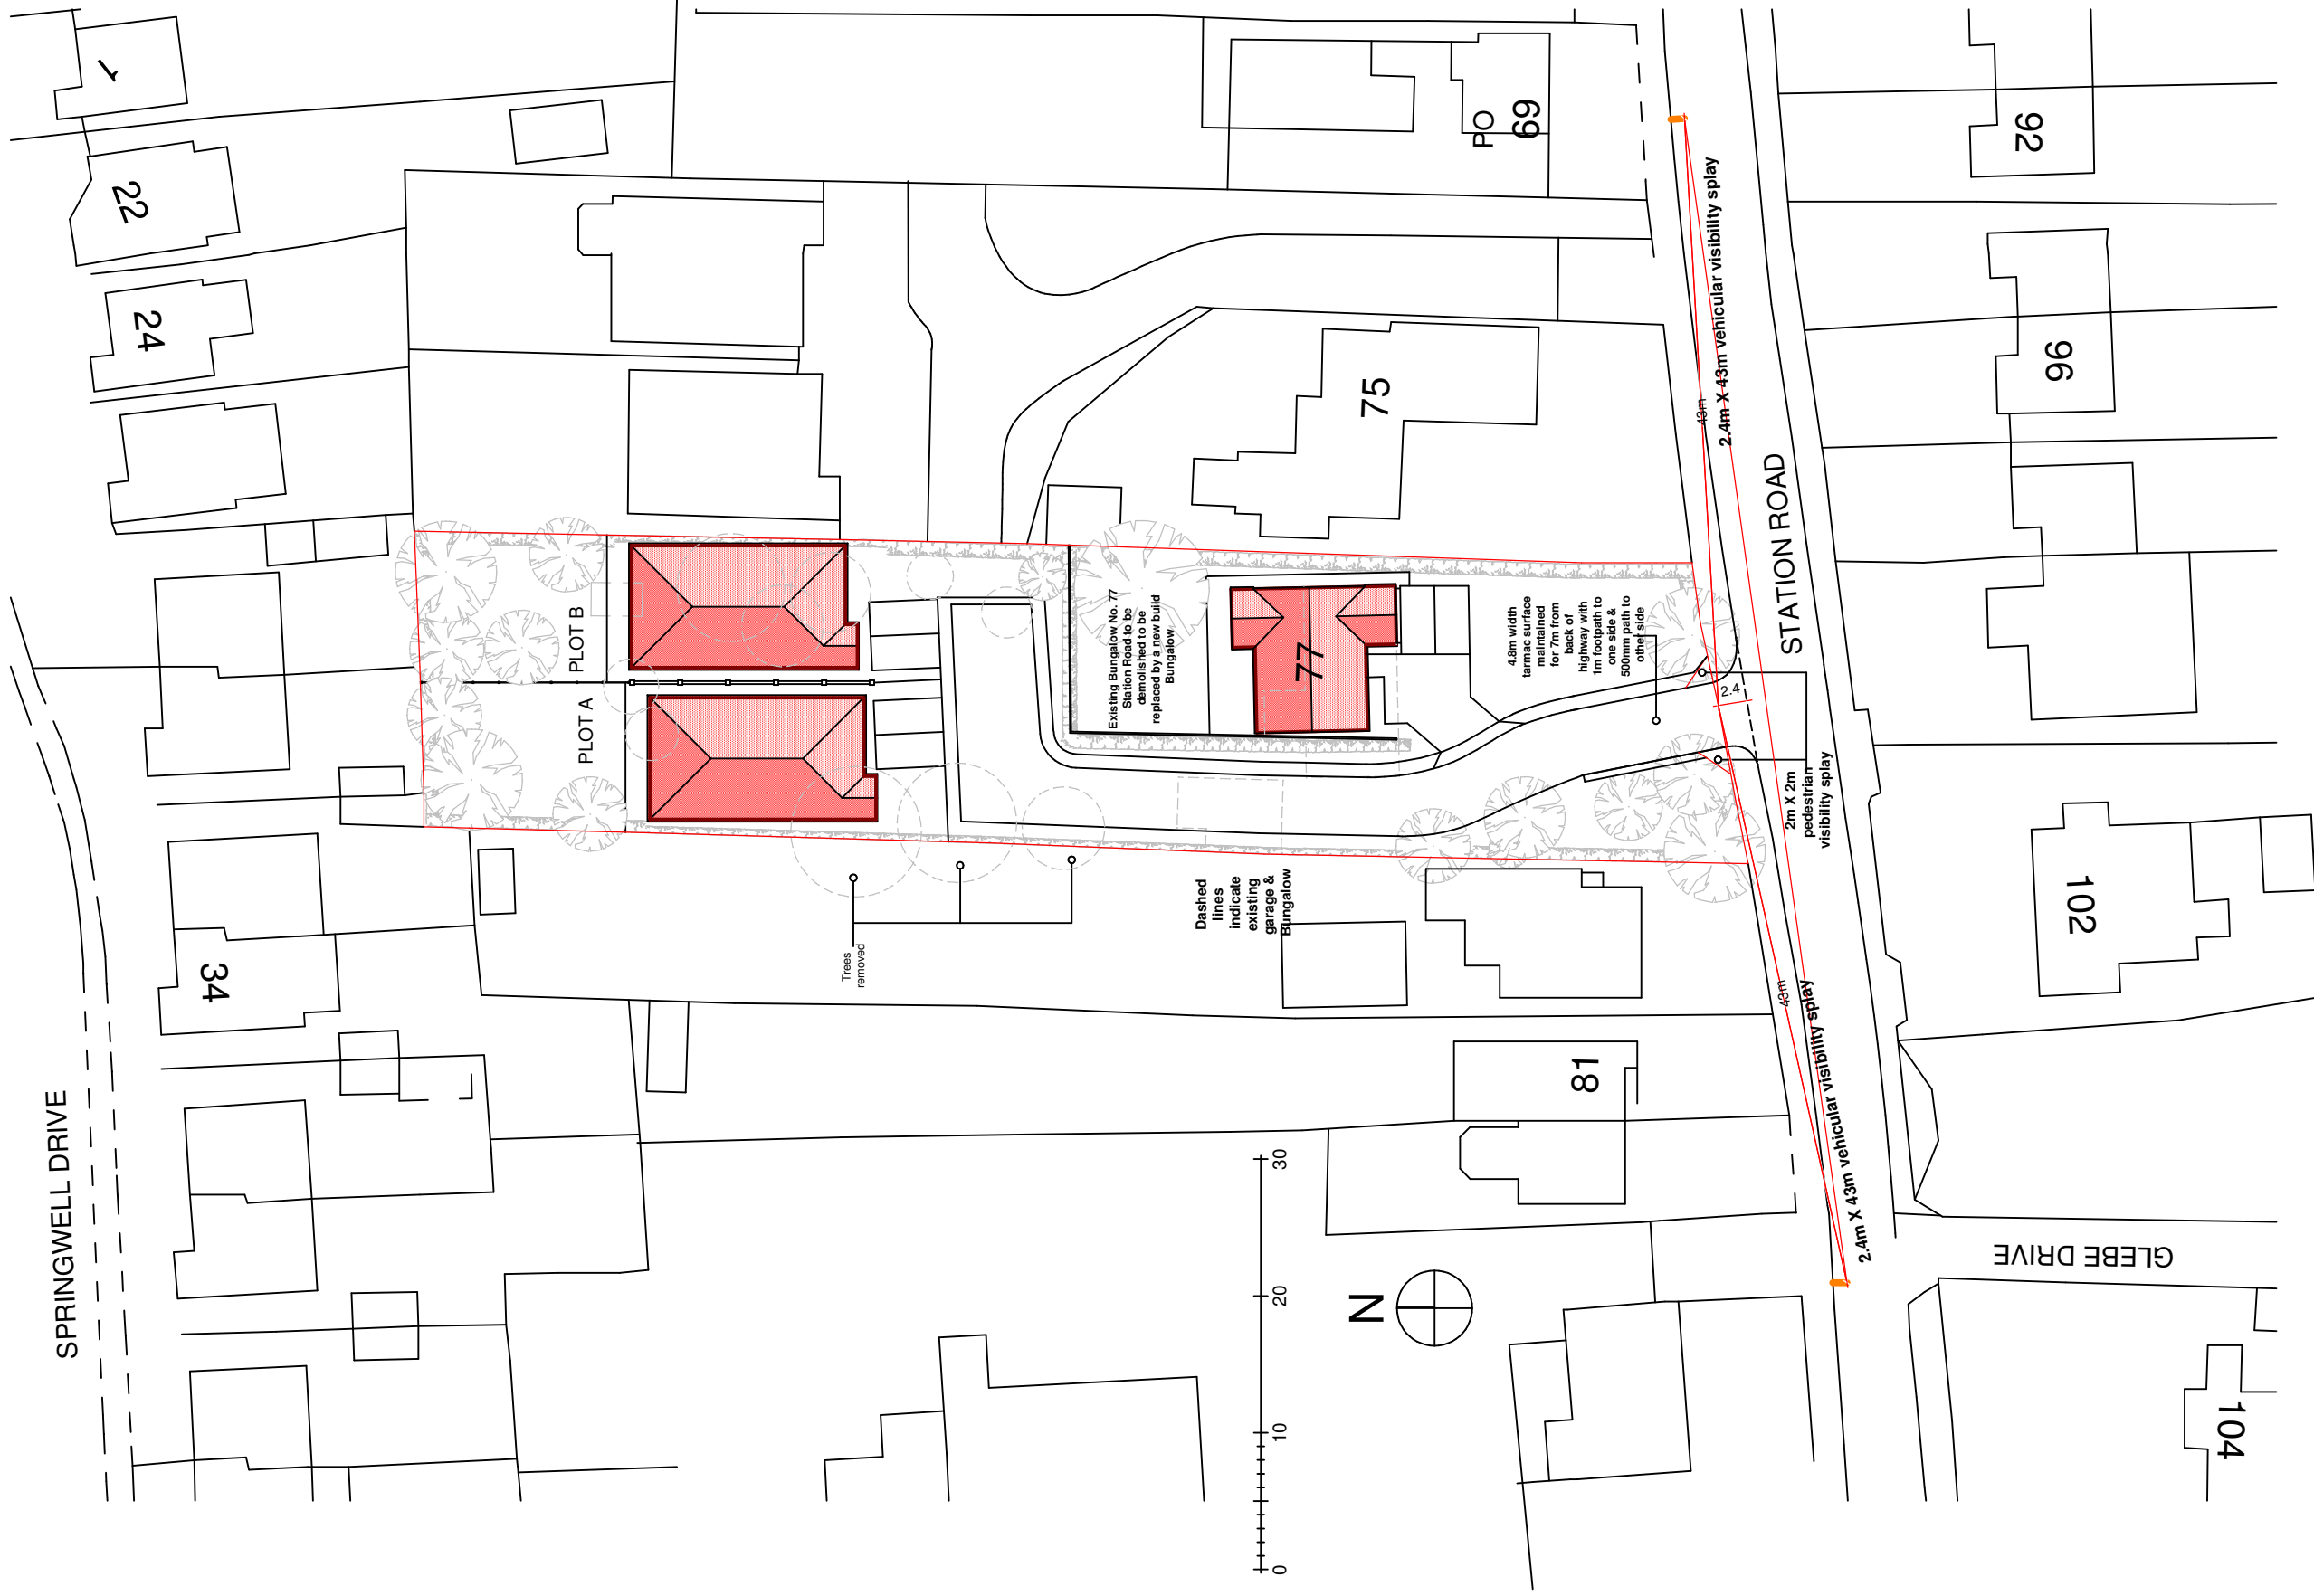 1
22
24
34
SPRINGWELL DRIVE
PLOT B
PLOT A
PO
69
75
77
81
92
96
102
104
STATION ROAD
GLEBE DRIVE
2.4m X 43m vehicular visibility splay
43m
Existing Bungalow No. 77
Station Road to be
demolished to be
replaced by a new build
Bungalow
4.8m width
tarmac surface
maintained
for 7m from
back of
highway with
1m footpath to
one side &
500mm path to
other side
2.4
2m X 2m
pedestrian
visibility splay
Dashed
lines
indicate
existing
garage &
Bungalow
Trees
removed
43m
2.4m X 43m vehicular visibility splay
N
0
10
20
30